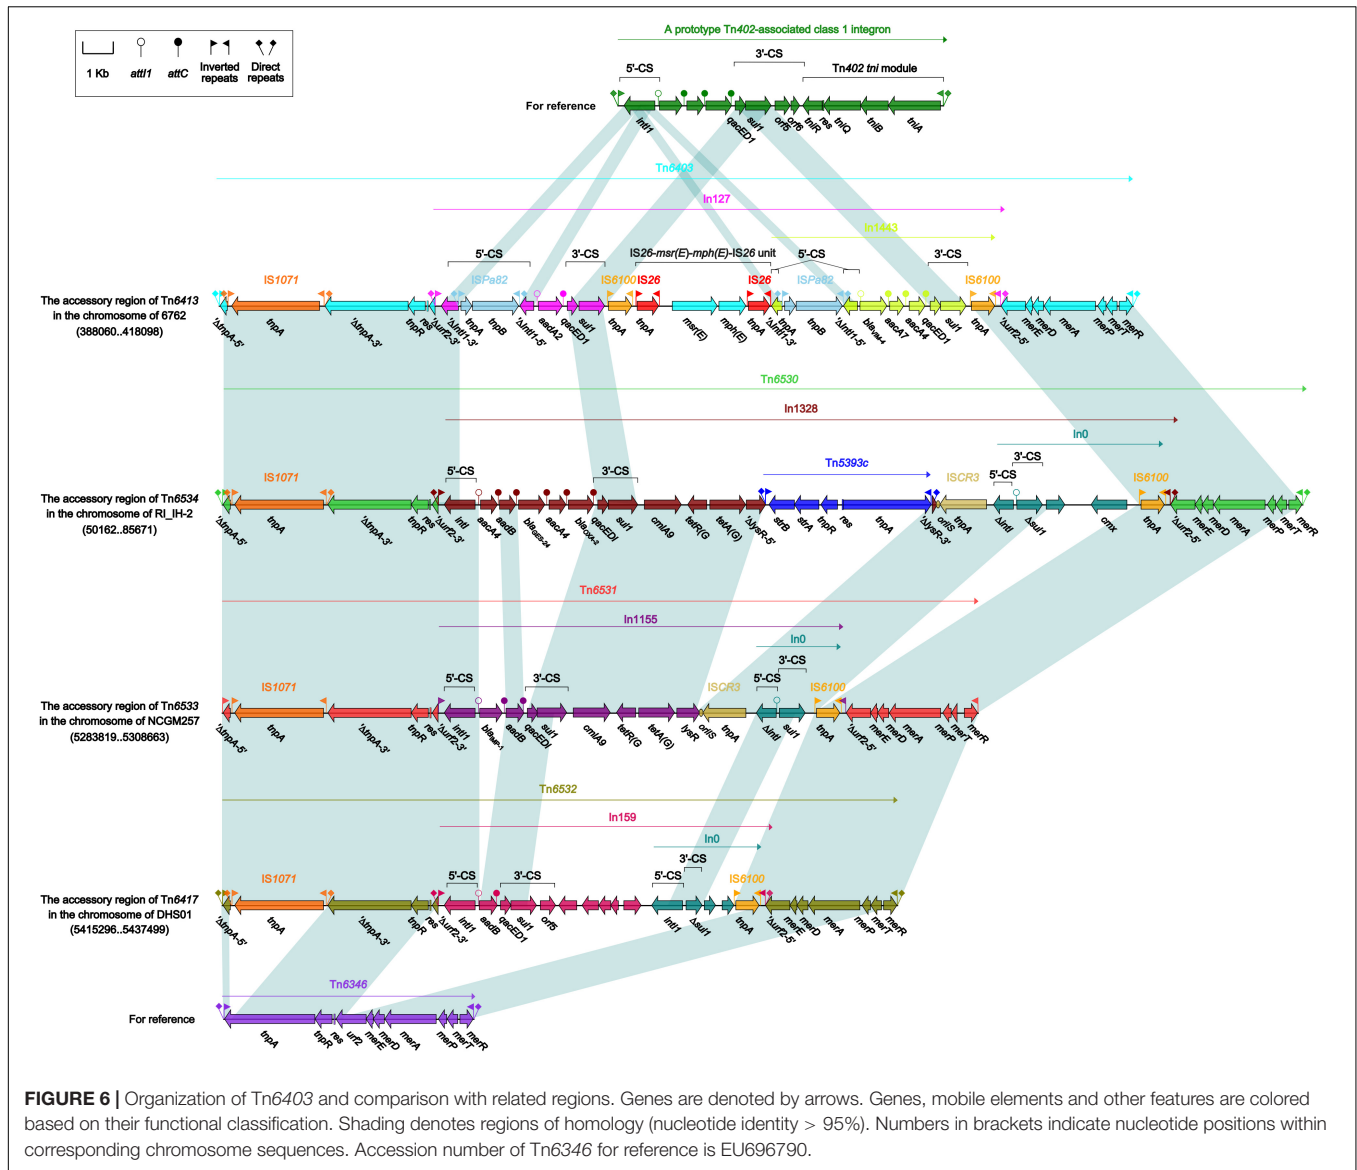 A prototype Tn402-associated class 1 integron
1 Kb attI1 attC Inverted repeats Direct repeats
5'-CS 3'-CS Tn402 tni module
For reference
intI1 qacED1 sul1 orf5 orf6 tniR res tniQ tniB tniA
Tn6403
In127
In1443
5'-CS 3'-CS IS26-msr(E)-mph(E)-IS26 unit 5'-CS 3'-CS
IS1071 ISPa82 IS6100 IS26 IS26 ISPa82 IS6100
The accessory region of Tn6413
in the chromosome of 6762
(388060..418098)
'ΔtnpA-5' tnpA 'ΔtnpA-3' tnpR res 'Δurf2-3' 'ΔintI1-3' tnpA tnpB 'ΔintI1-5' aadA2 qacED1 sul1 tnpA tnpA msr(E) mph(E) tnpA 'ΔintI1-3' tnpA tnpB 'ΔintI1-5' blaVIM-4 aacA7 aacA4 qacED1 sul1 tnpA 'Δurf2-5' merE merD merA merP merT merR
Tn6530
In1328
In0
3'-CS
IS1071 5'-CS 3'-CS Tn5393c ISCR3 5'-CS IS6100
The accessory region of Tn6534
in the chromosome of RI_IH-2
(50162..85671)
'ΔtnpA-5' tnpA 'ΔtnpA-3' tnpR res 'Δurf2-3' intI aacA4 aadB blaGES-24 aacA4 blaOXA-2 qacEDI sul1 cmlA9 tetR(G tetA(G) ΔlysR-5' strB strA tnpR res tnpA ΔlysR-3' oriIS tnpA ΔintI Δsul1 cmx tnpA 'Δurf2-5' merE merD merA merP merT merR
Tn6531
In1155
In0
3'-CS
IS1071 5'-CS 3'-CS ISCR3 5'-CS IS6100
The accessory region of Tn6533
in the chromosome of NCGM257
(5283819..5308663)
'ΔtnpA-5' tnpA 'ΔtnpA-3' tnpR res 'Δurf2-3' intI1 blaIMP-1 aadB qacEDI sul1 cmlA9 tetR(G tetA(G) lysR oriIS tnpA ΔintI sul1 tnpA 'Δurf2-5' merE merD merA merP merT merR
Tn6532
In159
In0
3'-CS
IS1071 5'-CS 3'-CS 5'-CS IS6100
The accessory region of Tn6417
in the chromosome of DHS01
(5415296..5437499)
'ΔtnpA-5' tnpA 'ΔtnpA-3' tnpR res 'Δurf2-3' intI1 aadB qacED1 sul1 orf5 intI1 Δsul1 tnpA 'Δurf2-5' merE merD merA merP merT merR
Tn6346
For reference
tnpA tnpR res urf2 merE merD merA merP merT merR
FIGURE 6 | Organization of Tn6403 and comparison with related regions. Genes are denoted by arrows. Genes, mobile elements and other features are colored
based on their functional classification. Shading denotes regions of homology (nucleotide identity > 95%). Numbers in brackets indicate nucleotide positions within
corresponding chromosome sequences. Accession number of Tn6346 for reference is EU696790.